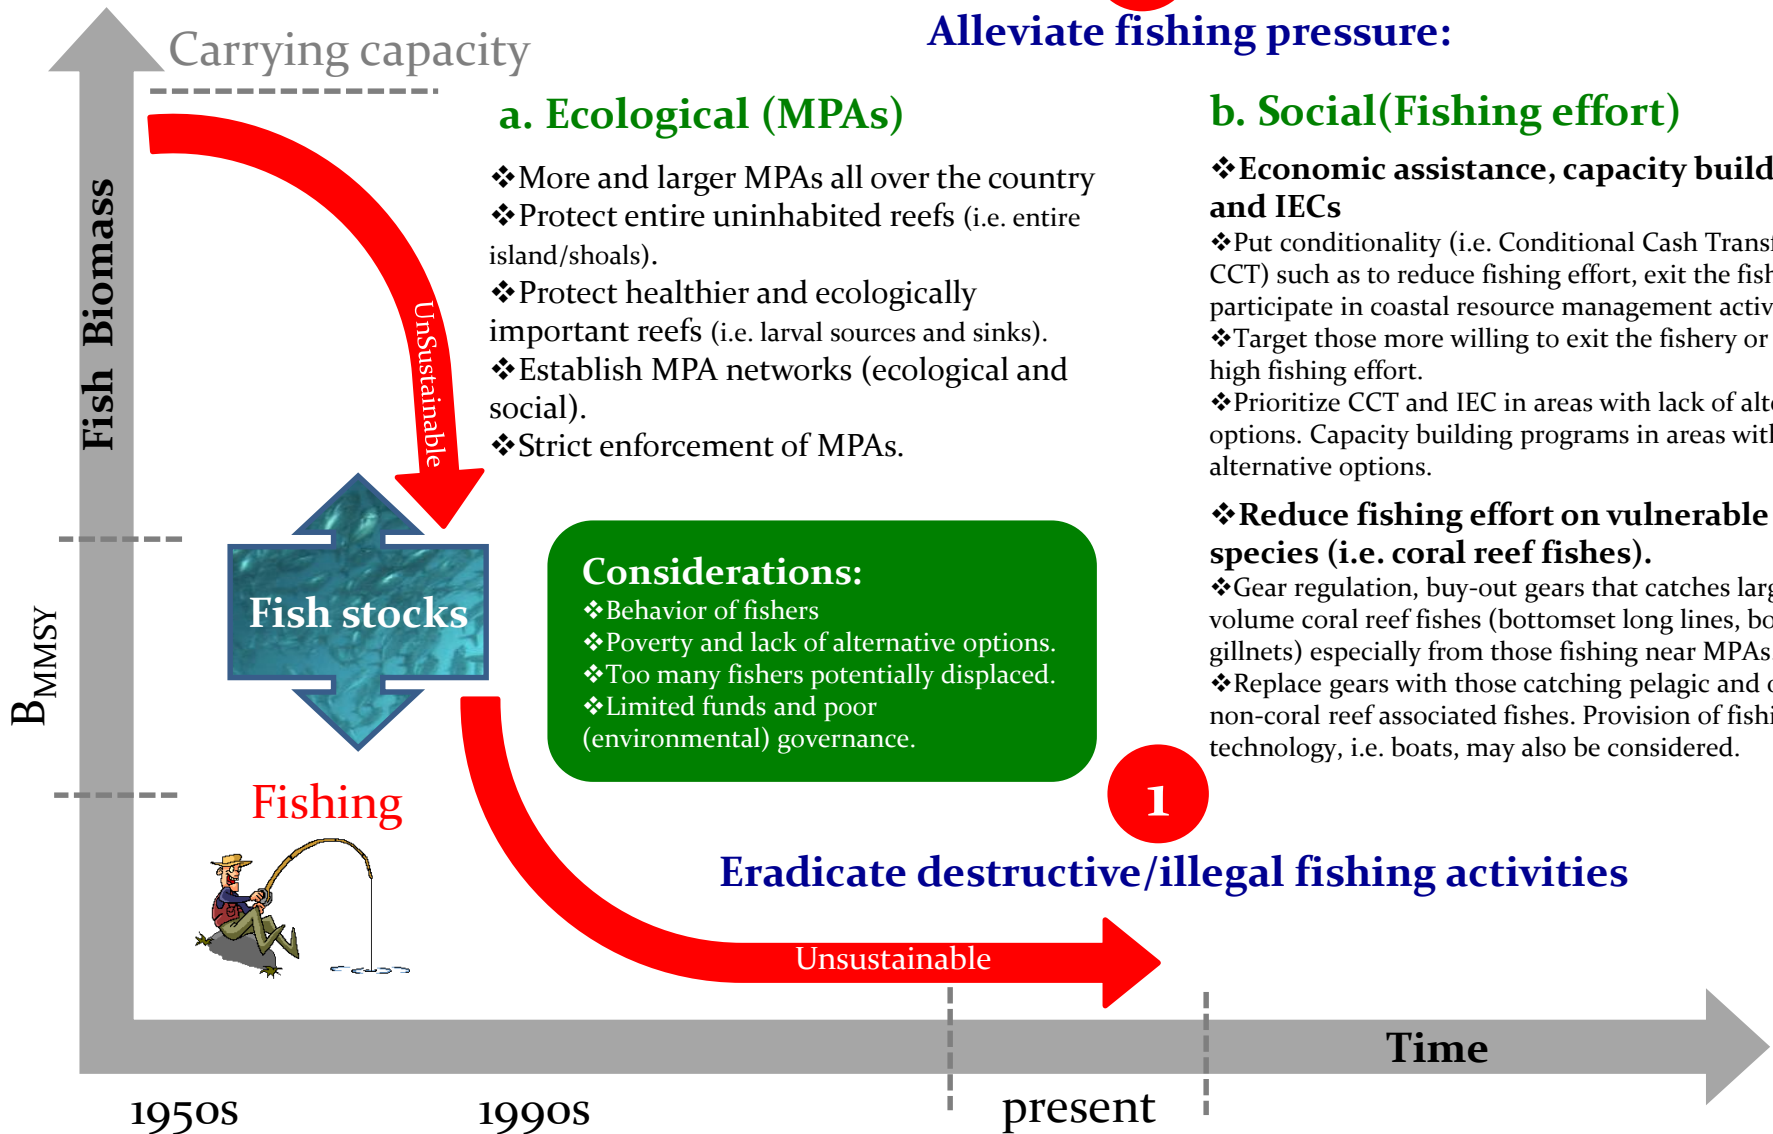 Alleviate fishing pressure:
Carrying capacity
Fish Biomass
a. Ecological (MPAs)
❖More and larger MPAs all over the country
❖Protect entire uninhabited reefs (i.e. entire
island/shoals).
❖Protect healthier and ecologically
important reefs (i.e. larval sources and sinks).
❖Establish MPA networks (ecological and
social).
❖Strict enforcement of MPAs.
b. Social(Fishing effort)
❖Economic assistance, capacity build
and IECs
❖Put conditionality (i.e. Conditional Cash Transf
CCT) such as to reduce fishing effort, exit the fish
participate in coastal resource management activ
❖Target those more willing to exit the fishery or
high fishing effort.
❖Prioritize CCT and IEC in areas with lack of alte
options. Capacity building programs in areas with
alternative options.
❖Reduce fishing effort on vulnerable
species (i.e. coral reef fishes).
❖Gear regulation, buy-out gears that catches larg
volume coral reef fishes (bottomset long lines, bo
gillnets) especially from those fishing near MPAs.
❖Replace gears with those catching pelagic and o
non-coral reef associated fishes. Provision of fishi
technology, i.e. boats, may also be considered.
UnSustainable
Fish stocks
Considerations:
❖Behavior of fishers
❖Poverty and lack of alternative options.
❖Too many fishers potentially displaced.
❖Limited funds and poor
(environmental) governance.
BMMSY
Fishing
1
Eradicate destructive/illegal fishing activities
Unsustainable
Time
1950s
1990s
present